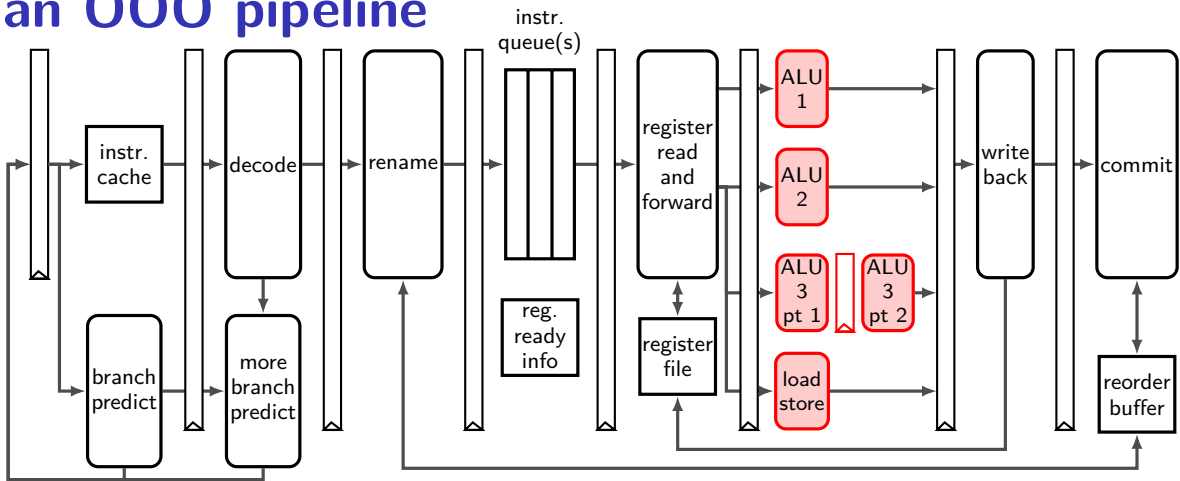 an OOO pipeline
instr.
queue(s)
instr.
cache
decode
rename
register
read
and
forward
ALU
1
ALU
2
ALU
3
pt 1
ALU
3
pt 2
load
store
write
back
commit
branch
predict
more
branch
predict
reg.
ready
info
register
file
reorder
buffer